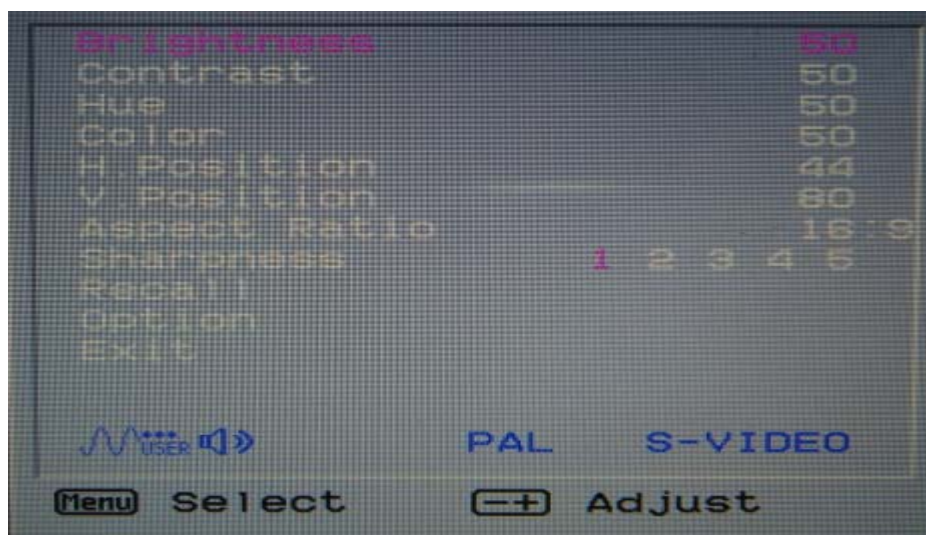 Brightness 50
Contrast 50
Hue 50
Color 50
H.Position 44
V.Position 80
Aspect Ratio 16:9
Sharpness 1 2 3 4 5
Recall
Option
Exit
USER PAL S-VIDEO
Menu Select -+ Adjust